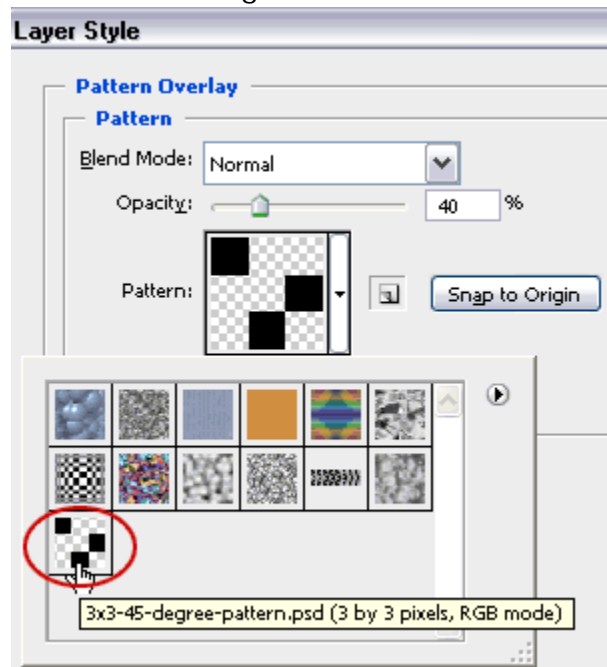 Layer Style
Pattern Overlay
Pattern
Blend Mode: Normal
Opacity: 40 %
Pattern: Snap to Origin
3x3-45-degree-pattern.psd (3 by 3 pixels, RGB mode)